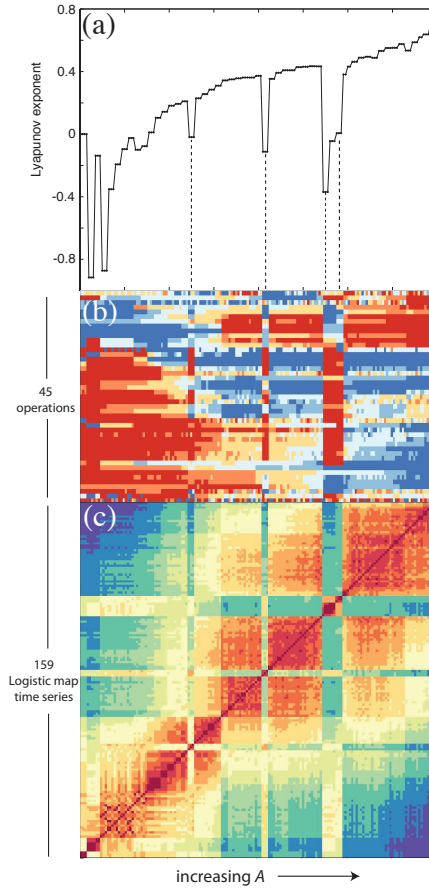 (a)
0.8
0.4
0
-0.4
-0.8
Lyapunov exponent
(b)
45
operations
(c)
159
Logistic map
time series
increasing A